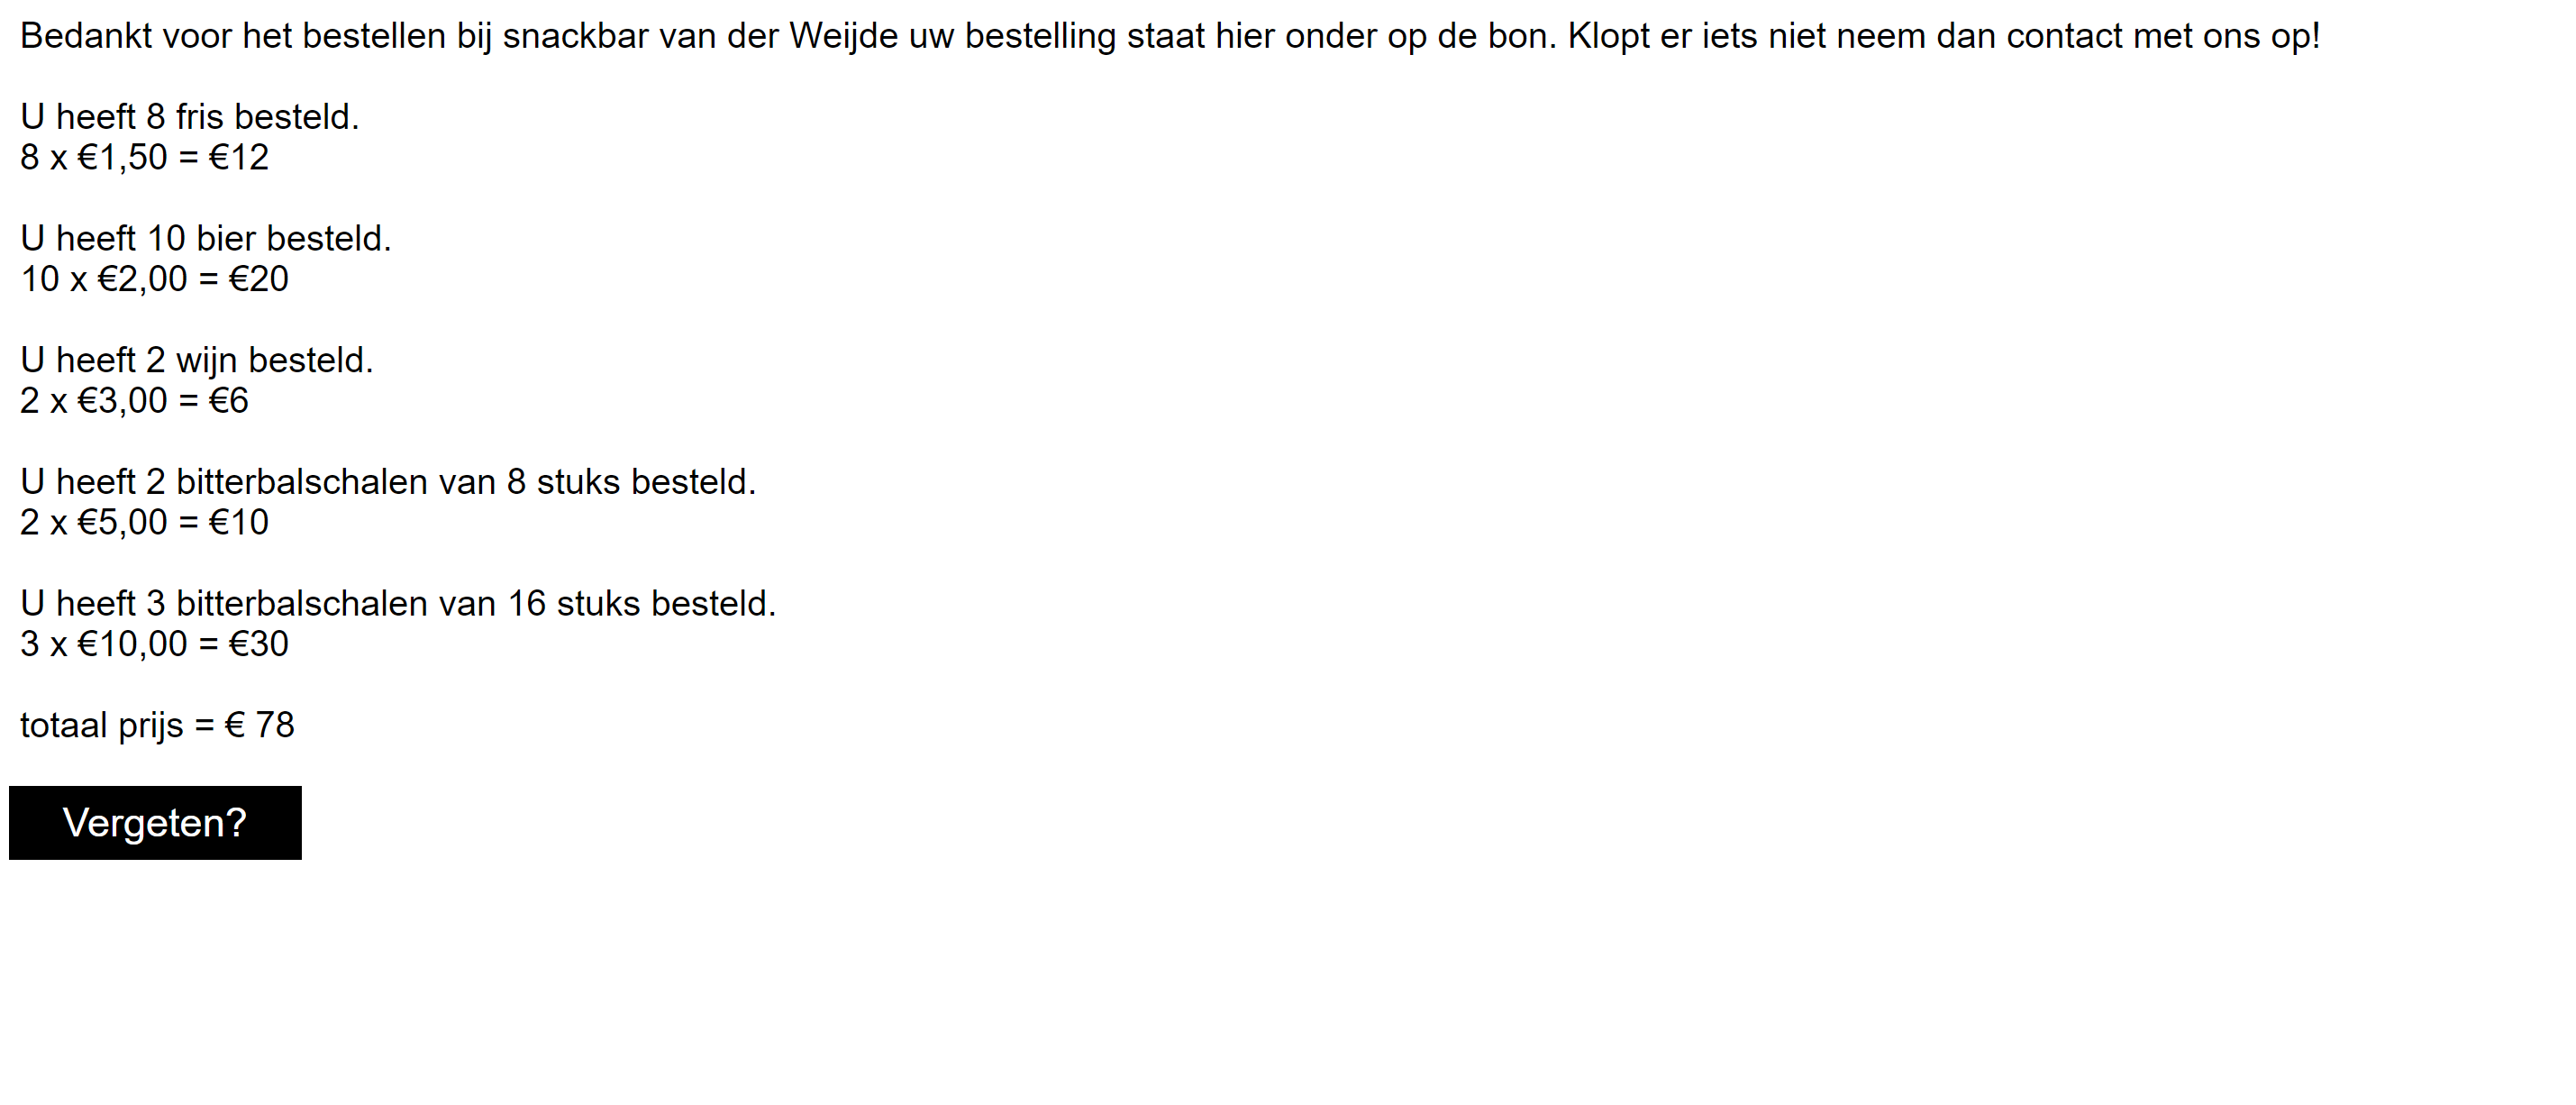 Bedankt voor het bestellen bij snackbar van der Weijde uw bestelling staat hier onder op de bon. Klopt er iets niet neem dan contact met ons op!
U heeft 8 fris besteld.
8 x €1,50 = €12
U heeft 10 bier besteld.
10 x €2,00 = €20
U heeft 2 wijn besteld.
2 x €3,00 = €6
U heeft 2 bitterbalschalen van 8 stuks besteld.
2 x €5,00 = €10
U heeft 3 bitterbalschalen van 16 stuks besteld.
3 x €10,00 = €30
totaal prijs = € 78
Vergeten?